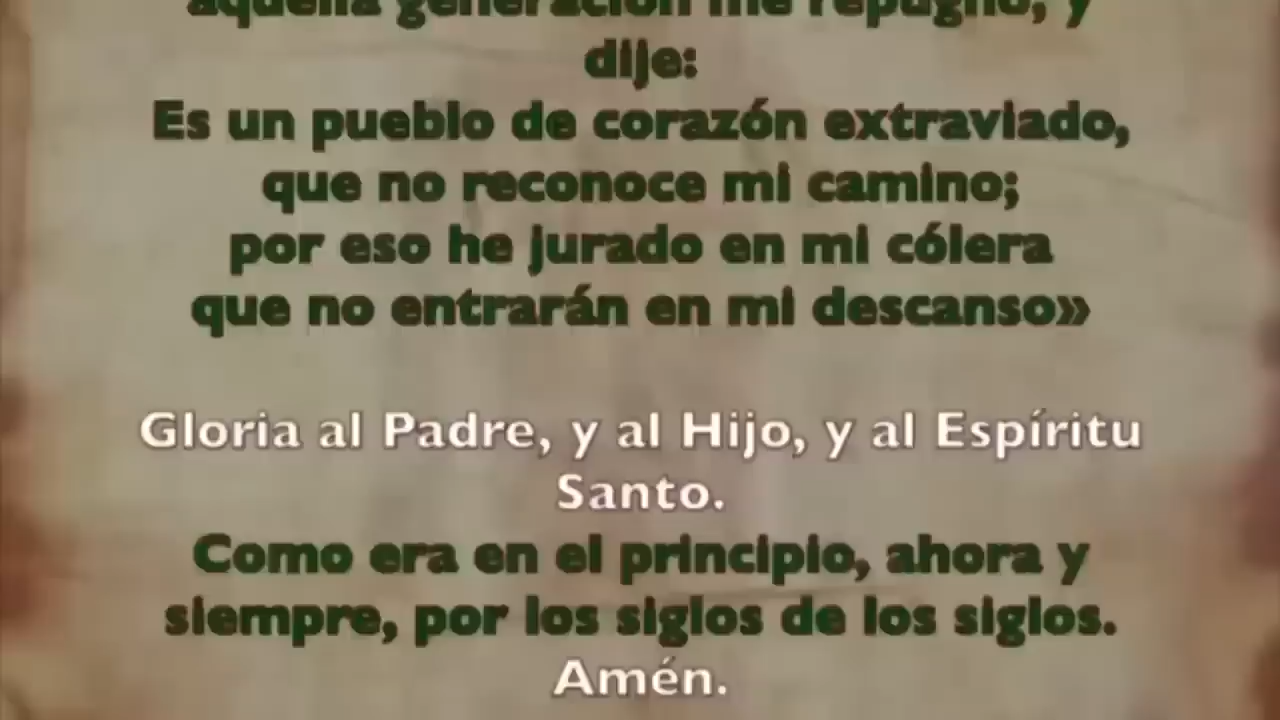 aquella generación me repugnó, y
dije:
Es un pueblo de corazón extraviado,
que no reconoce mi camino;
por eso he jurado en mi cólera
que no entrarán en mi descanso»
Gloria al Padre, y al Hijo, y al Espíritu
Santo.
Como era en el principio, ahora y
siempre, por los siglos de los siglos.
Amén.